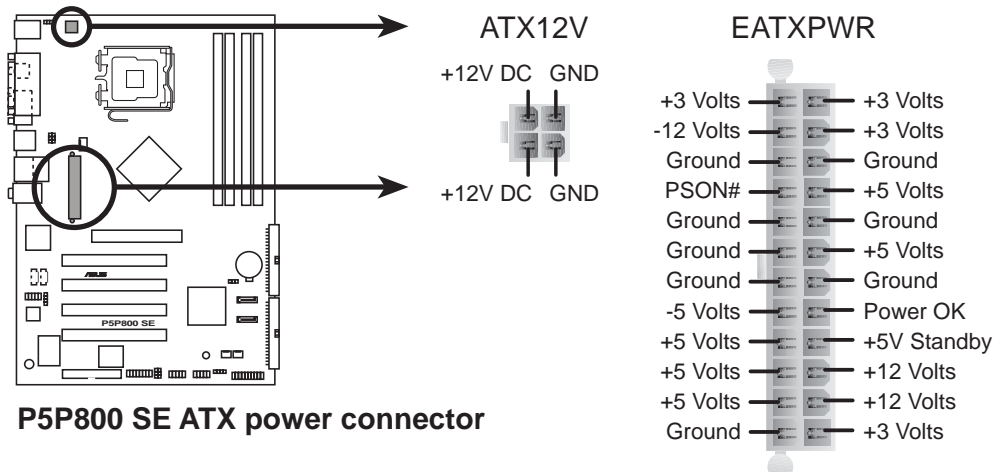 ATX12V
+12V DC GND
+12V DC GND
EATXPWR
+3 Volts +3 Volts
-12 Volts +3 Volts
Ground Ground
PSON# +5 Volts
Ground Ground
Ground +5 Volts
Ground Ground
-5 Volts Power OK
+5 Volts +5V Standby
+5 Volts +12 Volts
+5 Volts +12 Volts
Ground +3 Volts
ASUS
P5P800 SE
P5P800 SE ATX power connector